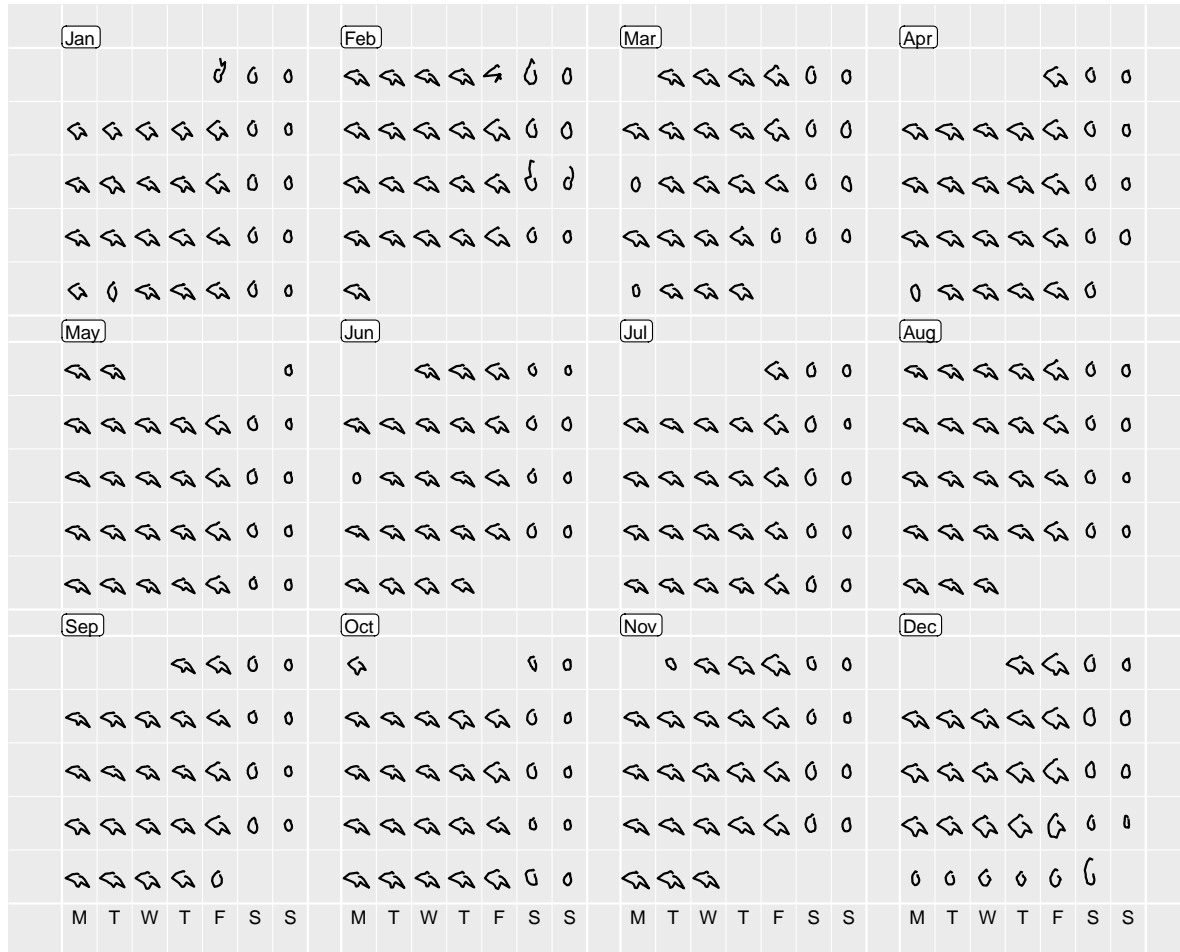 Jan Feb Mar Apr
May Jun Jul Aug
Sep Oct Nov Dec
M T W T F S S M T W T F S S M T W T F S S M T W T F S S